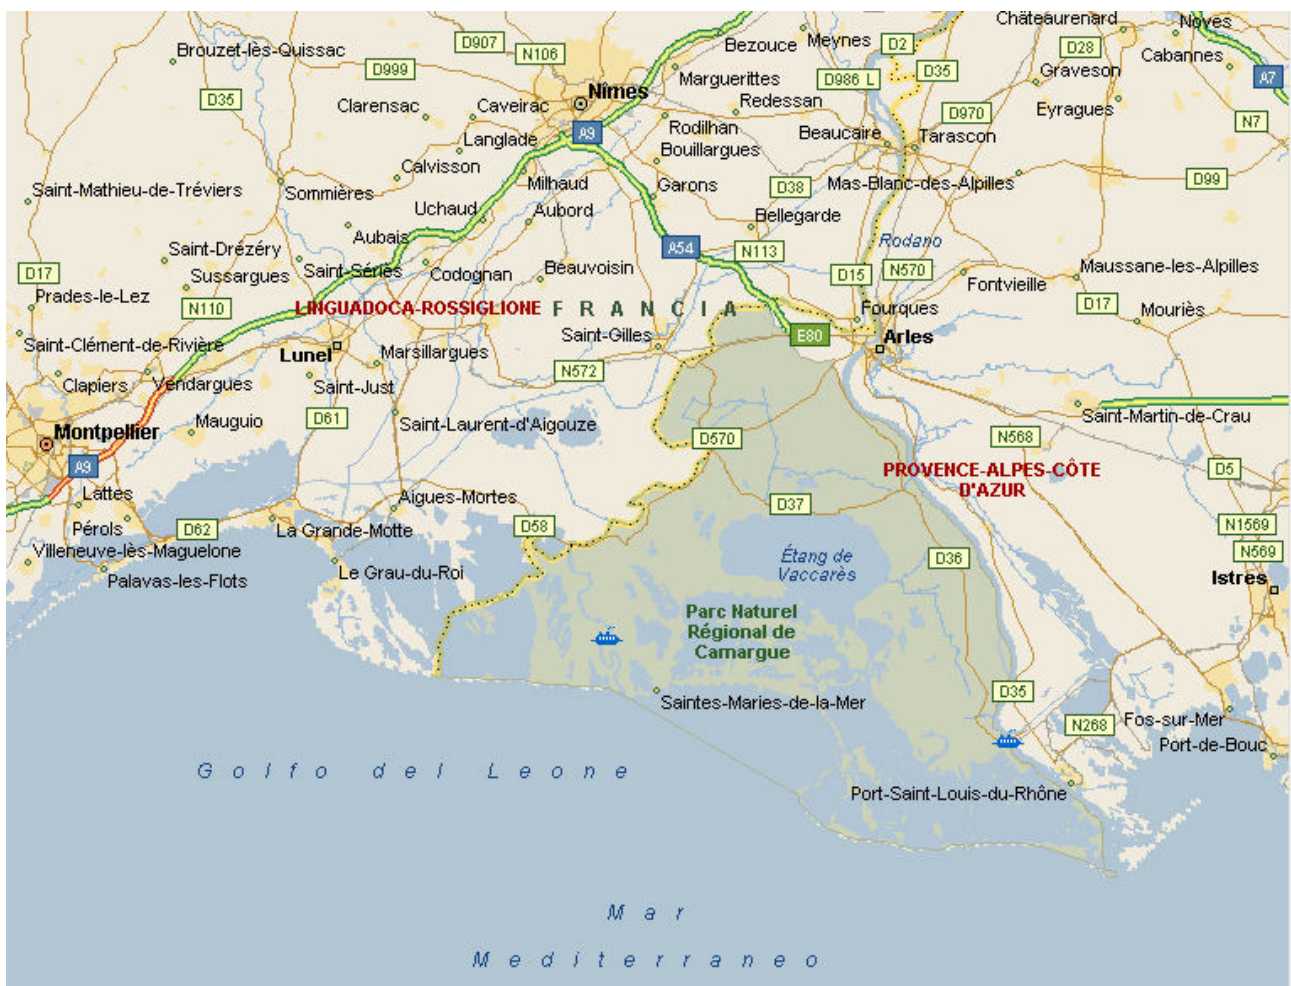 Châteaurenard
Noves
D907
Brouzet-lès-Quissac
N106
Bezouce
Meynes
D2
D28
Cabannes
D999
Marguerittes
D986 L
D35
Graveson
A7
D35
Clarensac
Caveirac
Nîmes
Redessan
D970
Eyragues
N7
Langlade
A9
Rodilhan
Beaucaire
Tarascon
Calvisson
Bouillargues
Saint-Mathieu-de-Tréviers
Sommières
Milhaud
Garons
D38
Mas-Blanc-des-Alpilles
D99
Uchaud
Aubord
Bellegarde
Aubais
Saint-Drézéry
A54
N113
Rodano
D17
Sussargues
Saint-Sériès
Codognan
Beauvoisin
D15
N570
Fontvieille
Maussane-les-Alpilles
Prades-le-Lez
N110
LINGUADOCA-ROSSIGLIONE
FRANCIA
Fourques
D17
Mouriès
Saint-Clément-de-Rivière
Lunel
Marsillargues
Saint-Gilles
E80
Arles
Clapiers
Vendargues
Saint-Just
N572
Mauguio
D61
Saint-Laurent-d'Aigouze
Saint-Martin-de-Crau
Montpellier
D570
N568
A9
PROVENCE-ALPES-CÔTE
D'AZUR
D5
Lattes
Aigues-Mortes
D37
Pérols
D62
La Grande-Motte
D58
N1569
Villeneuve-lès-Maguelone
Étang de
Vaccarès
D36
N569
Palavas-les-Flots
Le Grau-du-Roi
Istres
Parc Naturel
Régional de
Camargue
Saintes-Maries-de-la-Mer
D35
N268
Fos-sur-Mer
Port-de-Bouc
Golfo del Leone
Port-Saint-Louis-du-Rhône
Mar
Mediterraneo